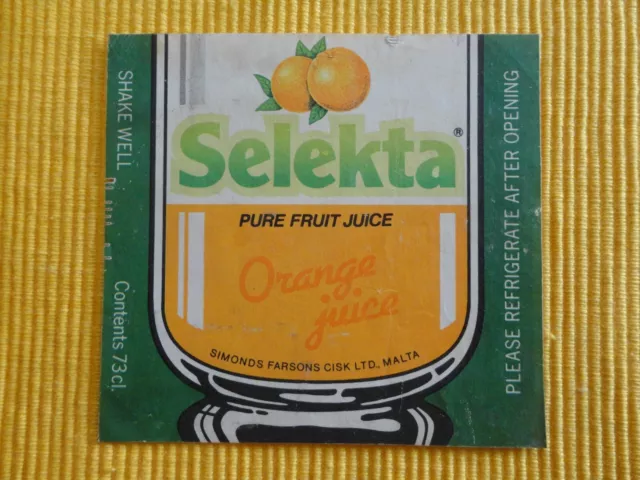 SHAKE WELL
Contents 73cl.
Selekta®
PURE FRUIT JUICE
Orange
juice
SIMONDS FARSONS CISK LTD., MALTA
PLEASE REFRIGERATE AFTER OPENING